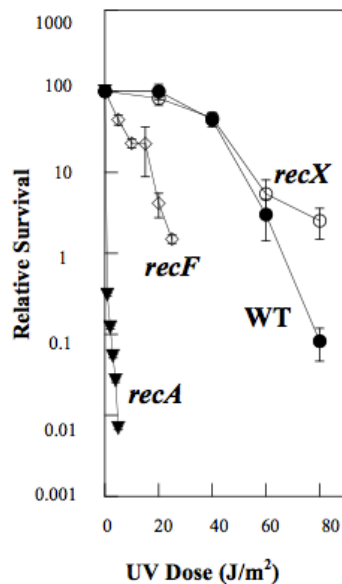 1000
100
10
1
0.1
0.01
0.001
Relative Survival
recX
recF
WT
recA
0 20 40 60 80
UV Dose (J/m²)